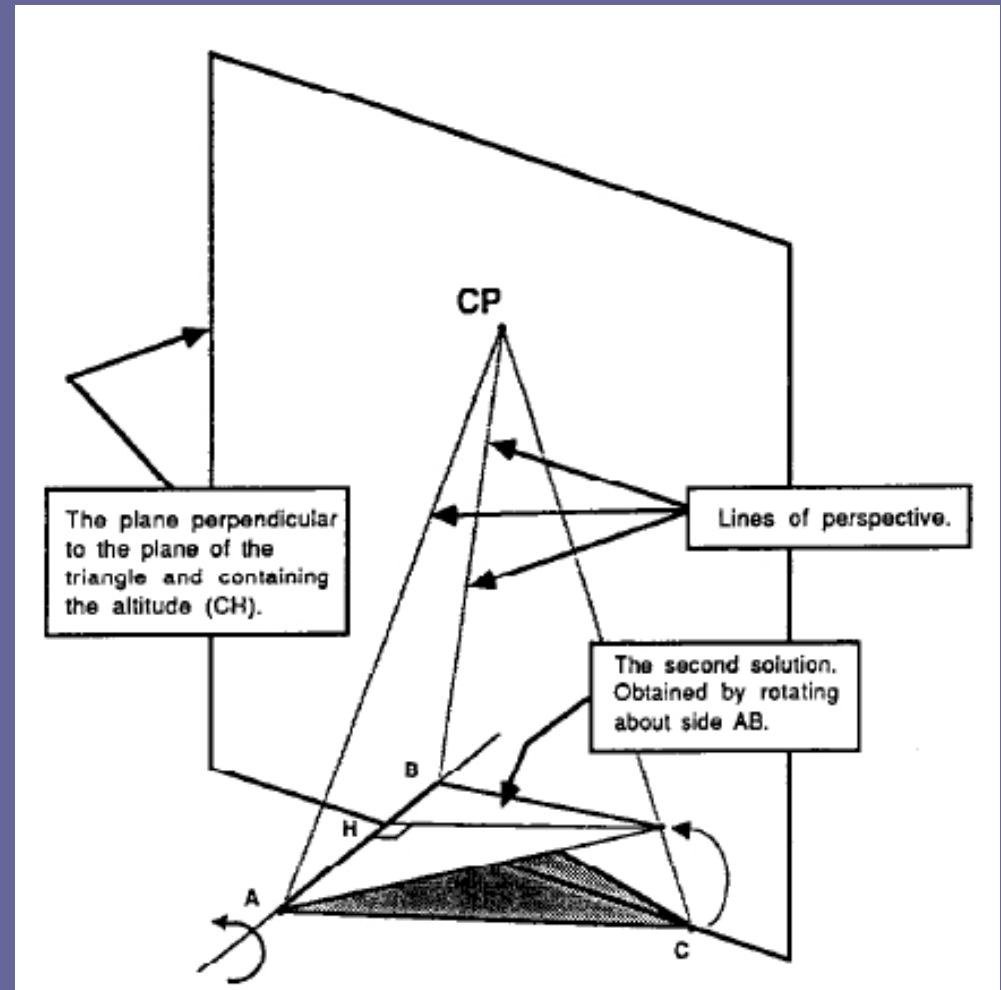 CP
The plane perpendicular
to the plane of the
triangle and containing
the altitude (CH).
Lines of perspective.
The second solution.
Obtained by rotating
about side AB.
B
H
A
C